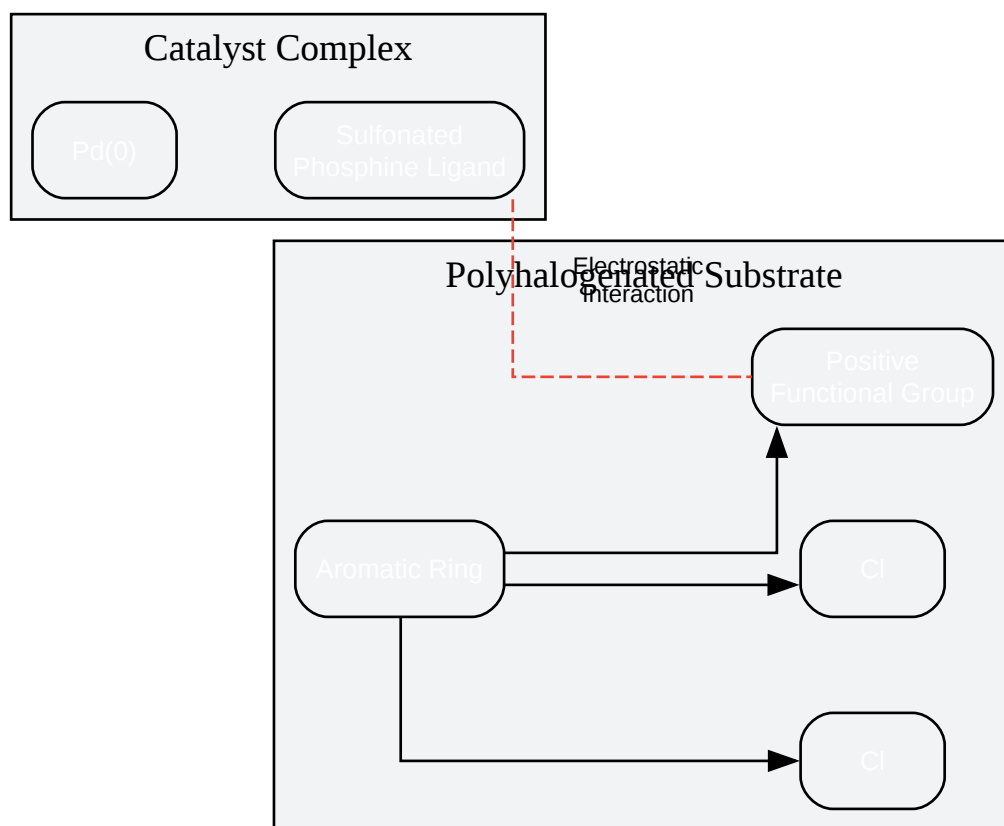 Catalyst Complex
Pd(0)
Sulfonated
Phosphine Ligand
Polyhalogenated Substrate
Electrostatic
Interaction
Positive
Functional Group
Aromatic Ring
Cl
Cl